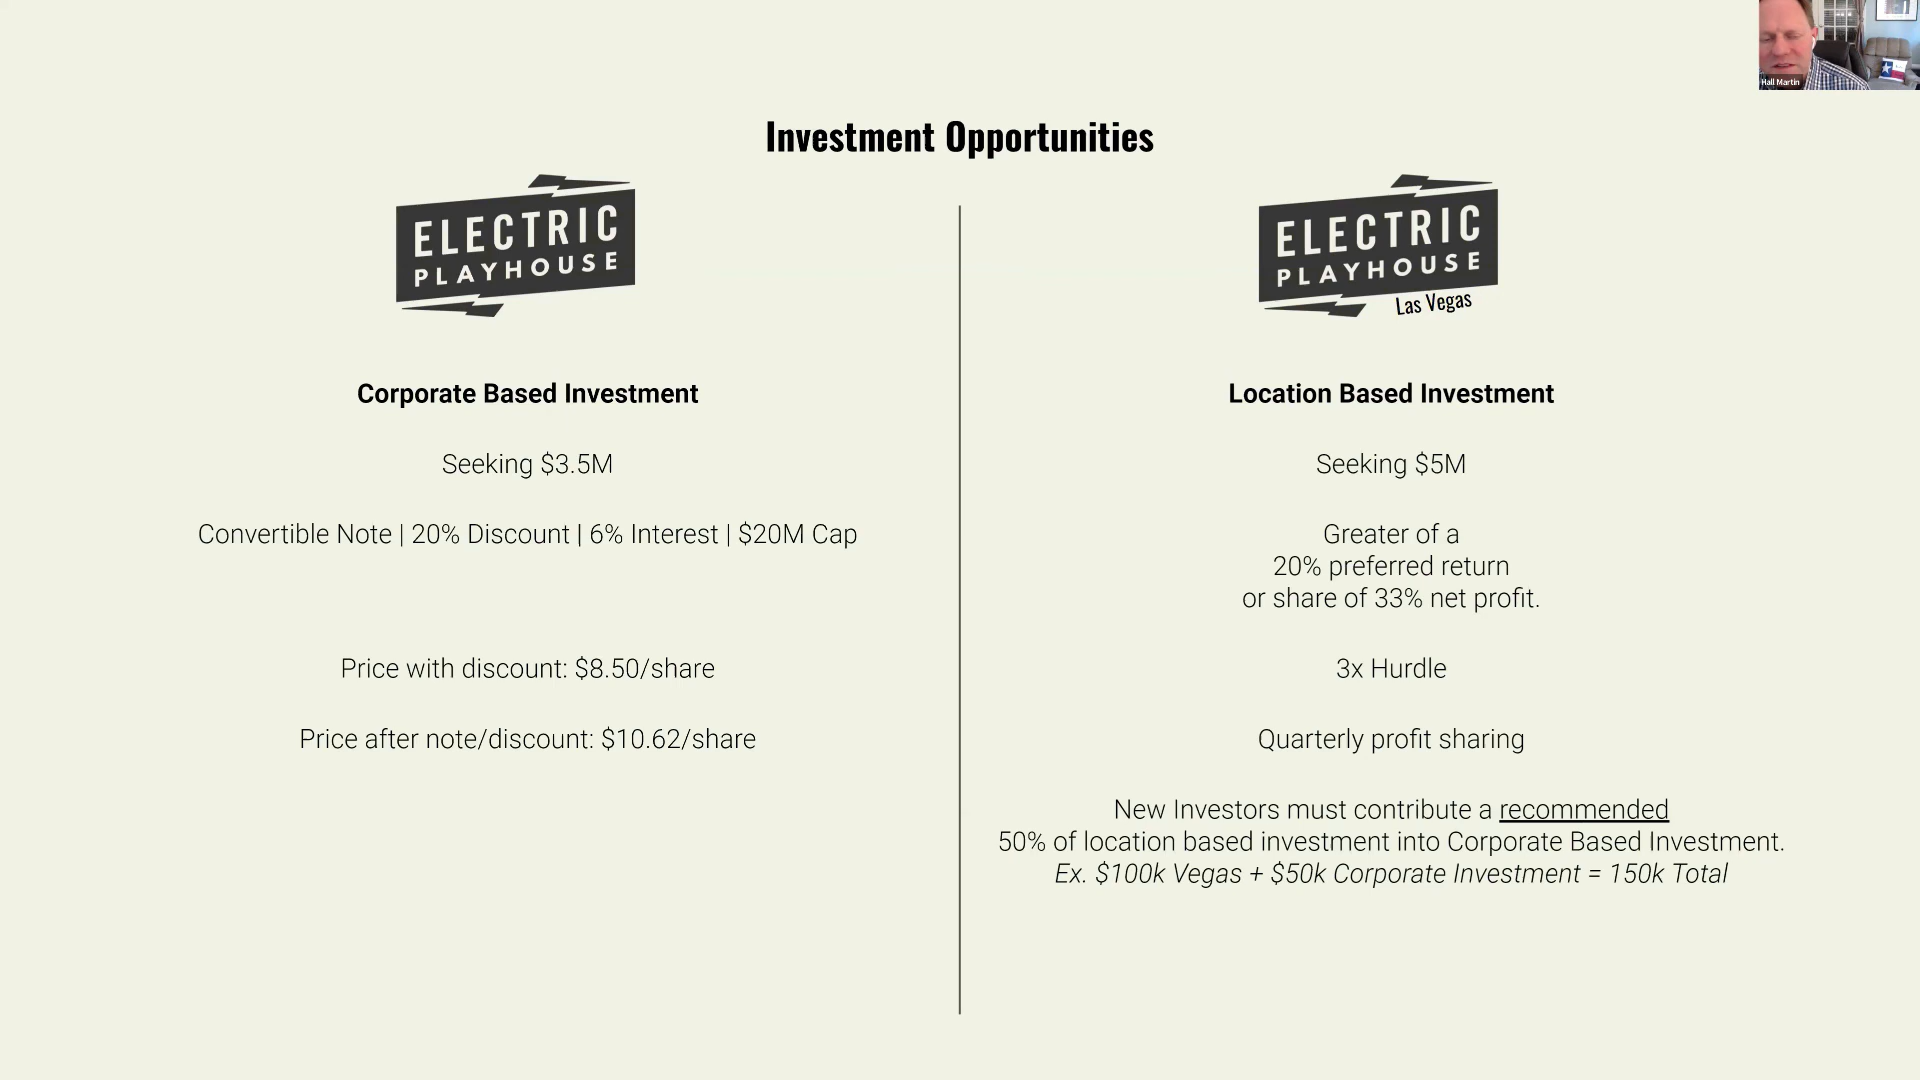 Hall Martin
Investment Opportunities
ELECTRIC
PLAYHOUSE
Corporate Based Investment
Seeking $3.5M
Convertible Note | 20% Discount | 6% Interest | $20M Cap
Price with discount: $8.50/share
Price after note/discount: $10.62/share
ELECTRIC
PLAYHOUSE
Las Vegas
Location Based Investment
Seeking $5M
Greater of a
20% preferred return
or share of 33% net profit.
3x Hurdle
Quarterly profit sharing
New Investors must contribute a recommended
50% of location based investment into Corporate Based Investment.
Ex. $100k Vegas + $50k Corporate Investment = 150k Total